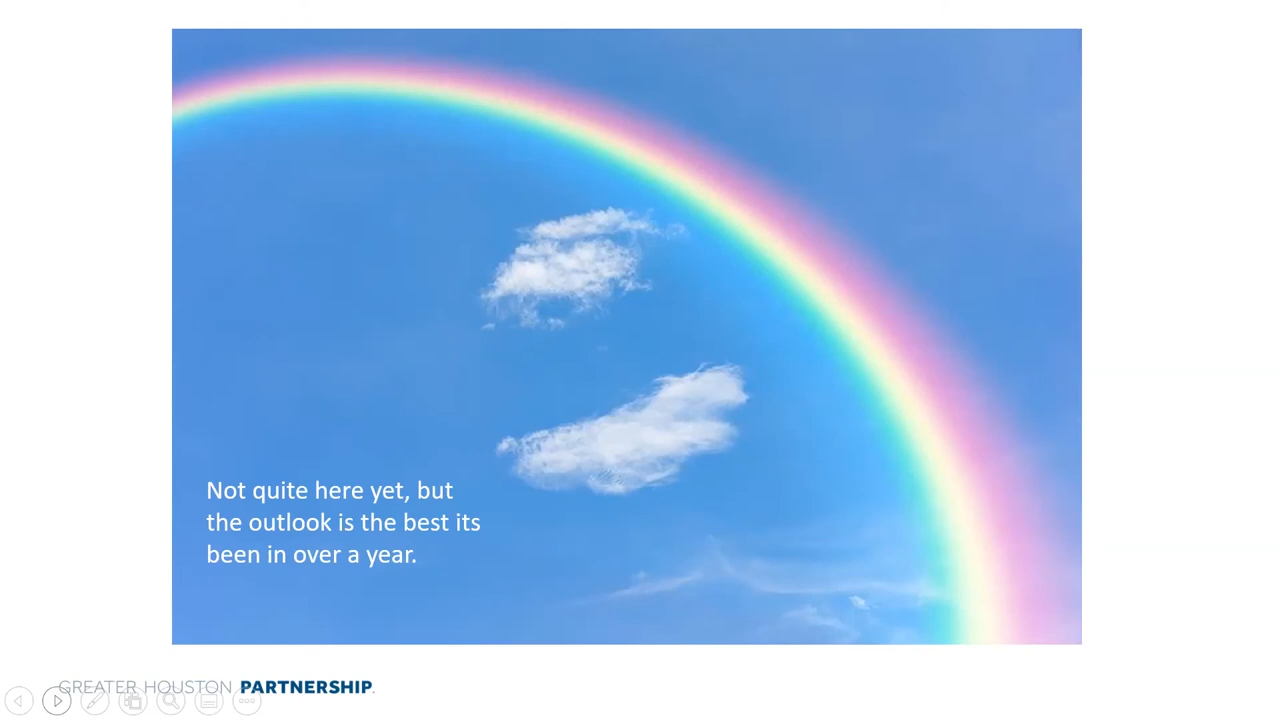 Not quite here yet, but
the outlook is the best its
been in over a year.
GREATER HOUSTON PARTNERSHIP.